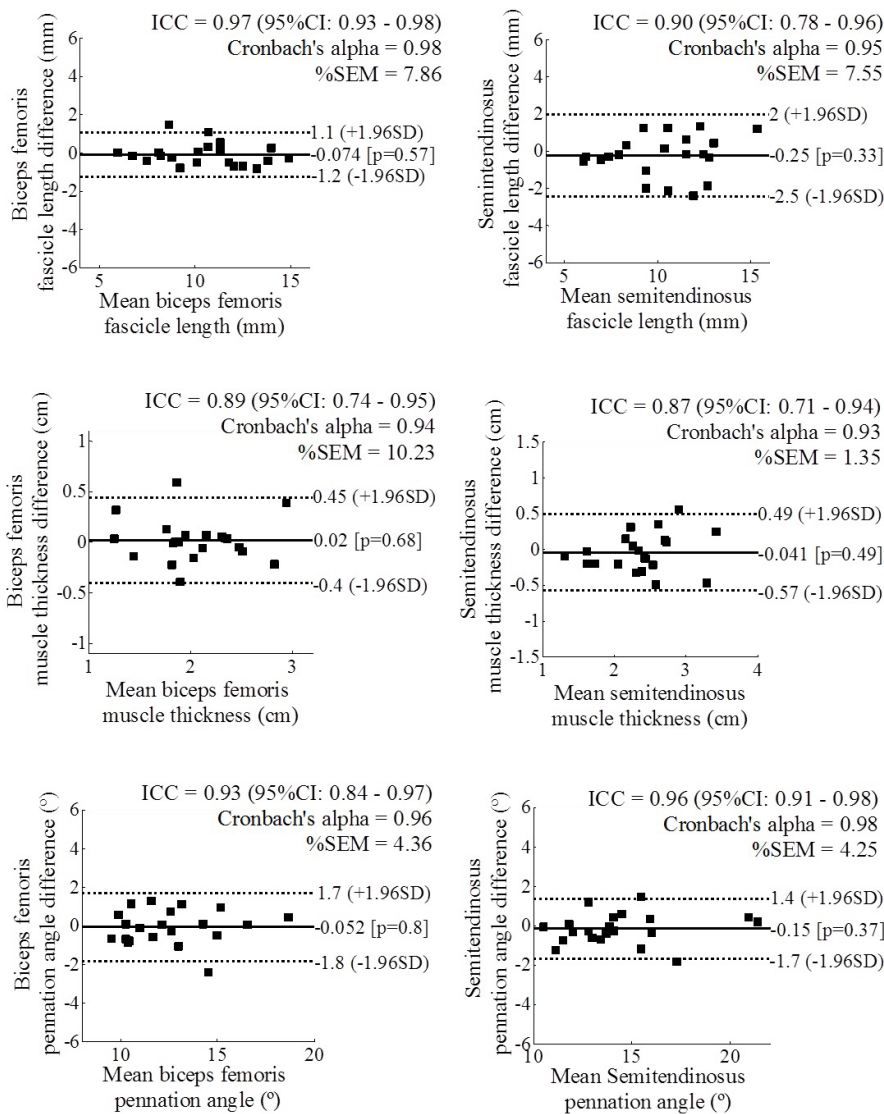 ICC = 0.97 (95%CI: 0.93 - 0.98)
Cronbach's alpha = 0.98
%SEM = 7.86
Biceps femoris
fascicle length difference (mm)
6
4
2
0
-2
-4
-6
1.1 (+1.96SD)
-0.074 [p=0.57]
-1.2 (-1.96SD)
5
10
15
Mean biceps femoris
fascicle length (mm)
ICC = 0.90 (95%CI: 0.78 - 0.96)
Cronbach's alpha = 0.95
%SEM = 7.55
Semintendinosus
fascicle length difference (mm)
6
4
2
0
-2
-4
-6
2 (+1.96SD)
-0.25 [p=0.33]
-2.5 (-1.96SD)
5
10
15
Mean semitendinosus
fascicle length (mm)
ICC = 0.89 (95%CI: 0.74 - 0.95)
Cronbach's alpha = 0.94
%SEM = 10.23
Biceps femoris
muscle thickness difference (cm)
1
0.5
0
-0.5
-1
0.45 (+1.96SD)
0.02 [p=0.68]
-0.4 (-1.96SD)
1
2
3
Mean biceps femoris
muscle thickness (cm)
ICC = 0.87 (95%CI: 0.71 - 0.94)
Cronbach's alpha = 0.93
%SEM = 1.35
Semitendinosus
muscle thickness difference (cm)
1.5
1
0.5
0
-0.5
-1
-1.5
0.49 (+1.96SD)
-0.041 [p=0.49]
-0.57 (-1.96SD)
1
2
3
4
Mean semitendinosus
muscle thickness (cm)
ICC = 0.93 (95%CI: 0.84 - 0.97)
Cronbach's alpha = 0.96
%SEM = 4.36
Biceps femoris
pennation angle difference (º)
6
4
2
0
-2
-4
-6
1.7 (+1.96SD)
-0.052 [p=0.8]
-1.8 (-1.96SD)
10
15
20
Mean biceps femoris
pennation angle (º)
ICC = 0.96 (95%CI: 0.91 - 0.98)
Cronbach's alpha = 0.98
%SEM = 4.25
Semitendinosus
pennation angle difference (º)
6
4
2
0
-2
-4
-6
1.4 (+1.96SD)
-0.15 [p=0.37]
-1.7 (-1.96SD)
10
15
20
Mean Semitendinosus
pennation angle (º)